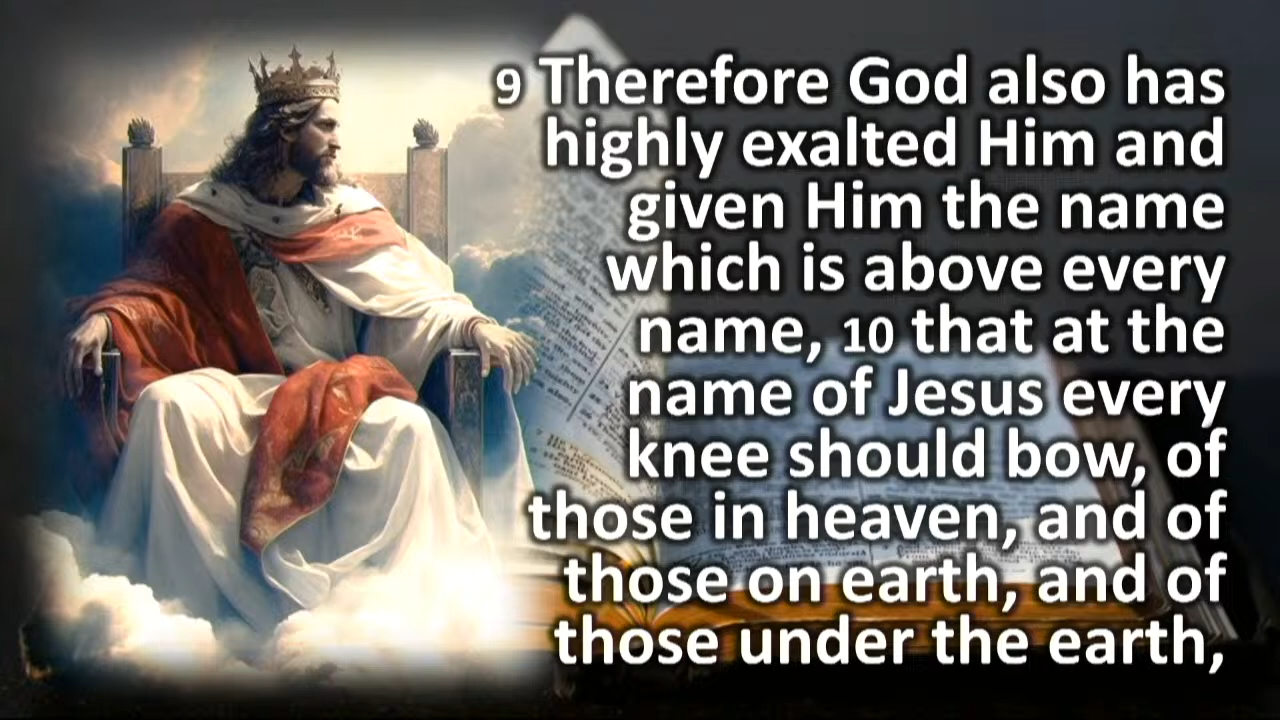 9 Therefore God also has
highly exalted Him and
given Him the name
which is above every
name, 10 that at the
name of Jesus every
knee should bow, of
those in heaven, and of
those on earth, and of
those under the earth,